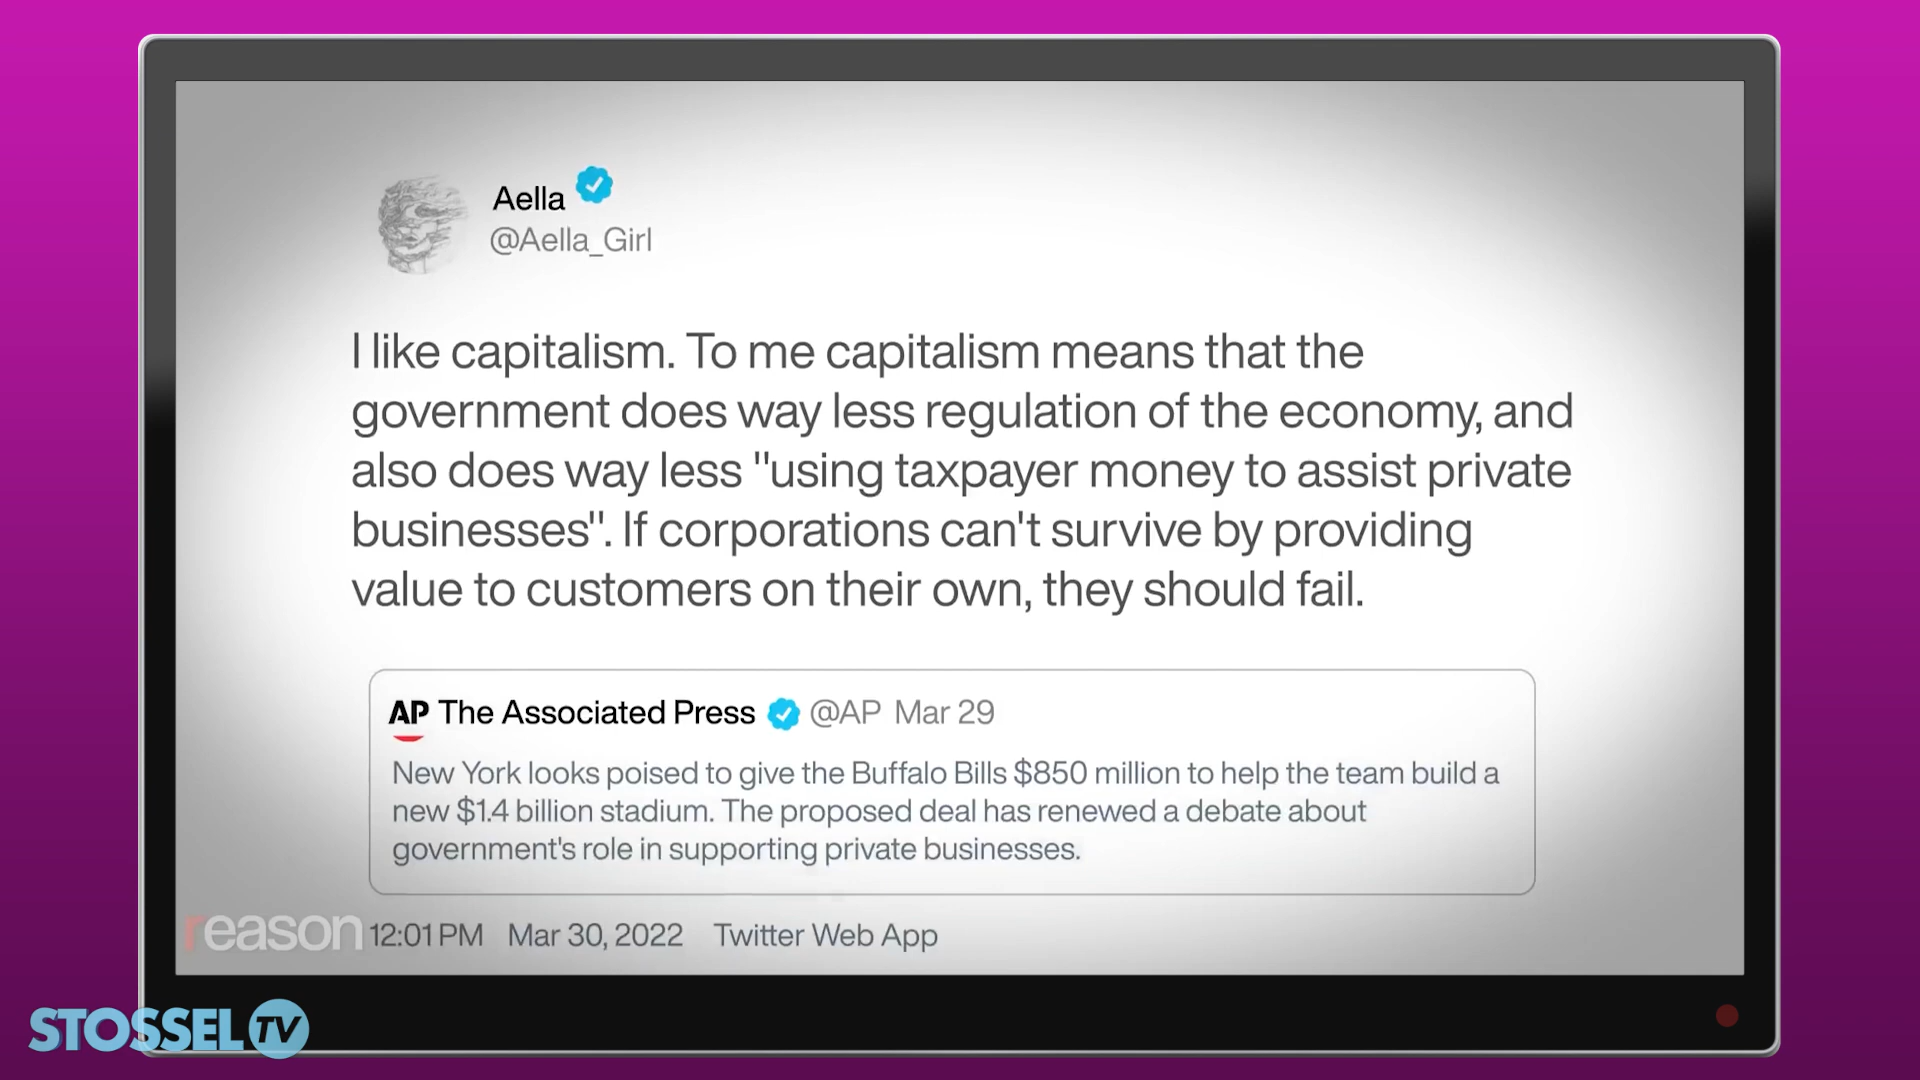 Aella
@Aella_Girl
I like capitalism. To me capitalism means that the
government does way less regulation of the economy, and
also does way less "using taxpayer money to assist private
businesses". If corporations can't survive by providing
value to customers on their own, they should fail.
AP The Associated Press @AP Mar 29
New York looks poised to give the Buffalo Bills $850 million to help the team build a
new $1.4 billion stadium. The proposed deal has renewed a debate about
government's role in supporting private businesses.
reason 12:01 PM Mar 30, 2022 Twitter Web App
STOSSEL TV